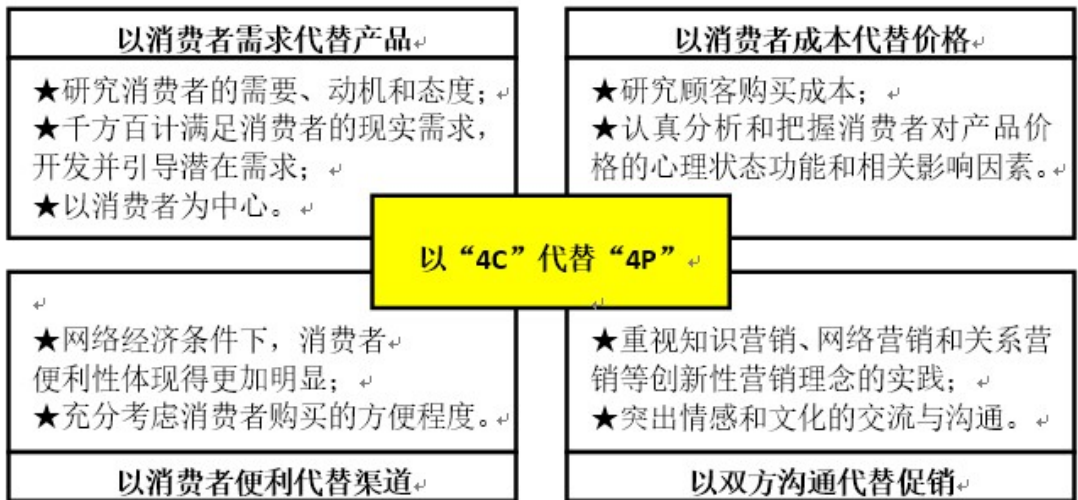 以消费者需求代替产品
★研究消费者的需要、动机和态度；
★千方百计满足消费者的现实需求，
开发并引导潜在需求；
★以消费者为中心。
以消费者成本代替价格
★研究顾客购买成本；
★认真分析和把握消费者对产品价
格的心理状态功能和相关影响因素。
以“4C”代替“4P”
★网络经济条件下，消费者
便利性体现得更加明显；
★充分考虑消费者购买的方便程度。
以消费者便利代替渠道
★重视知识营销、网络营销和关系营
销等创新性营销理念的实践；
★突出情感和文化的交流与沟通。
以双方沟通代替促销